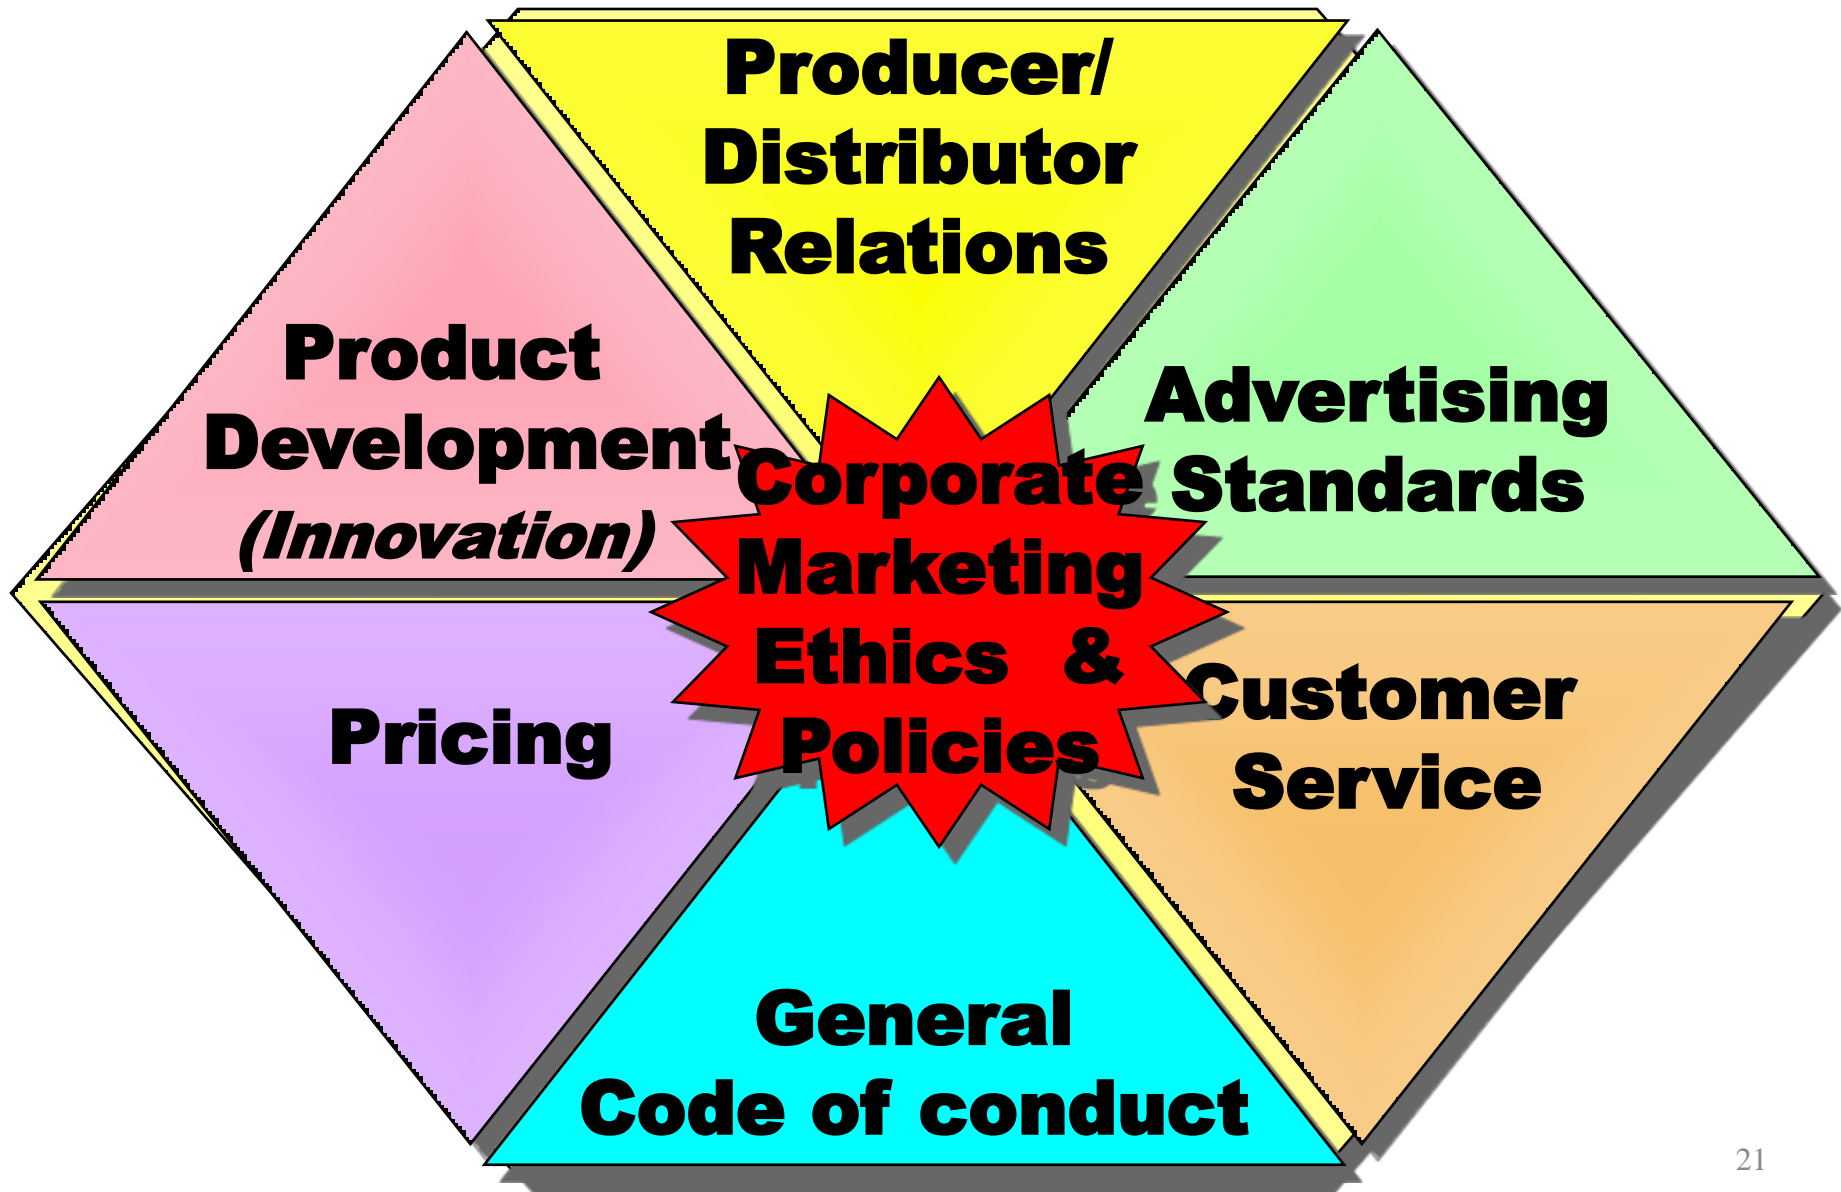 Producer/
Distributor
Relations
Product
Development
(Innovation)
Advertising
Standards
Corporate
Marketing
Ethics &
Policies
Pricing
Customer
Service
General
Code of conduct
21